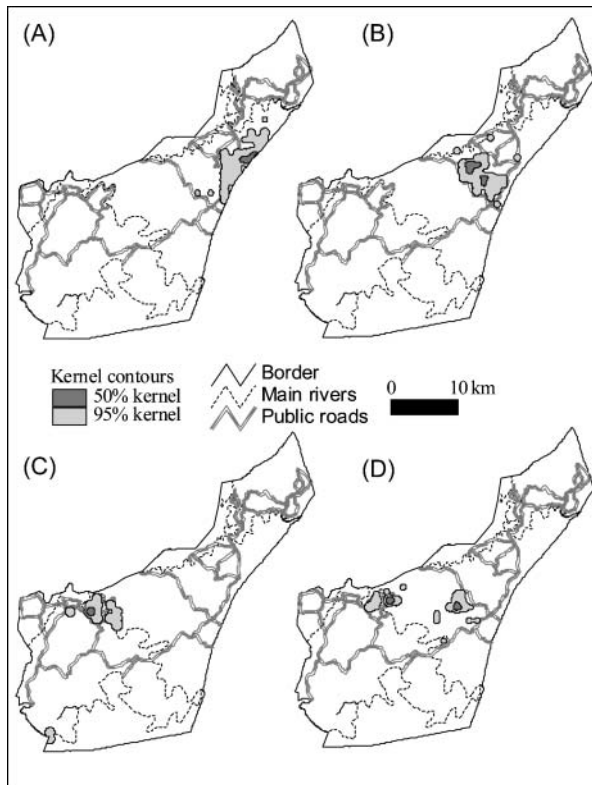 (A)
(B)
Kernel contours
50% kernel
95% kernel
Border
Main rivers
Public roads
0 10 km
(C)
(D)